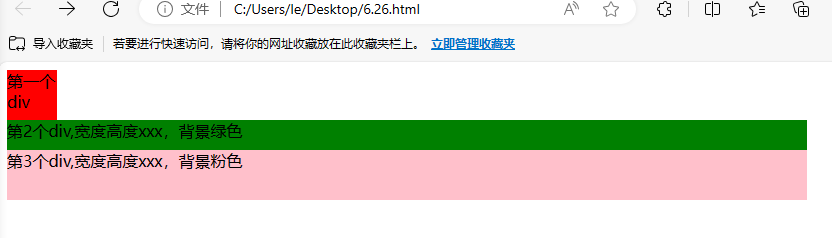 文件 C:/Users/le/Desktop/6.26.html
导入收藏夹 若要进行快速访问，请将你的网址收藏放在此收藏夹栏上。 立即管理收藏夹
第一个
div
第2个div,宽度高度xxx，背景绿色
第3个div,宽度高度xxx，背景粉色